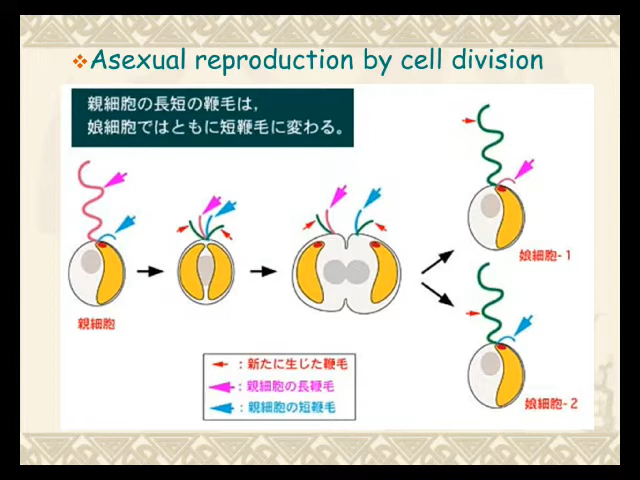 Asexual reproduction by cell division
親細胞の長短の鞭毛は,
娘細胞ではともに短鞭毛に変わる。
親細胞
娘細胞-1
娘細胞-2
：新たに生じた鞭毛
：親細胞の長鞭毛
：親細胞の短鞭毛